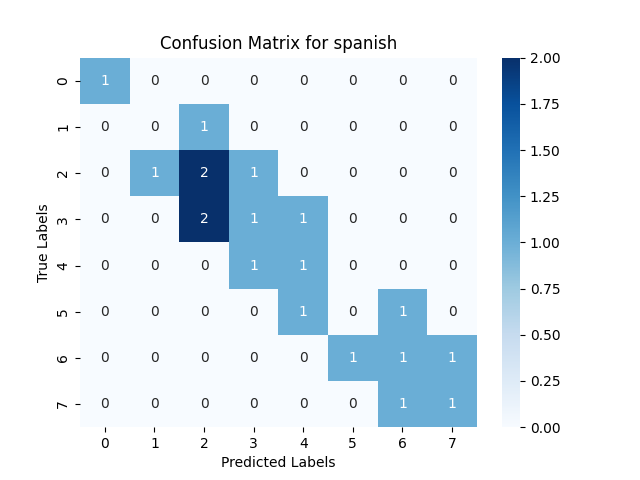 Confusion Matrix for spanish
0 1 0 0 0 0 0 0 0
1 0 0 1 0 0 0 0 0
2 0 1 2 1 0 0 0 0
3 0 0 2 1 1 0 0 0
4 0 0 0 1 1 0 0 0
5 0 0 0 0 1 0 1 0
6 0 0 0 0 0 1 1 1
7 0 0 0 0 0 0 1 1
0 1 2 3 4 5 6 7
Predicted Labels
True Labels
2.00
1.75
1.50
1.25
1.00
0.75
0.50
0.25
0.00